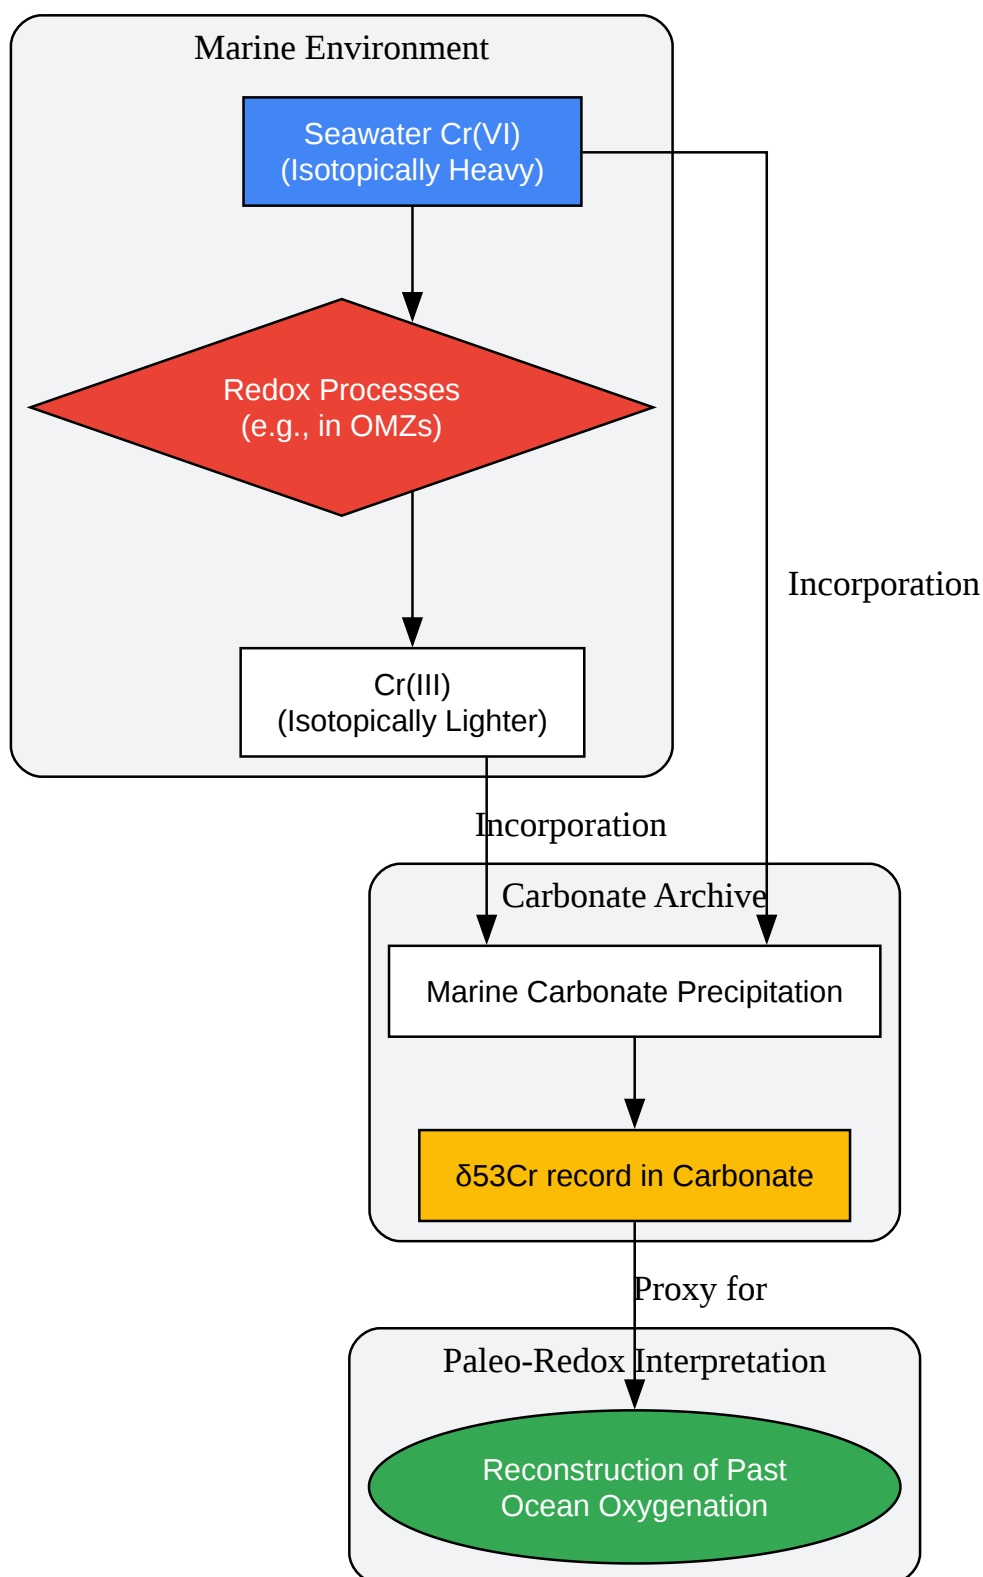 Marine Environment
Seawater Cr(VI)
(Isotopically Heavy)
Redox Processes
(e.g., in OMZs)
Incorporation
Cr(III)
(Isotopically Lighter)
Incorporation
Carbonate Archive
Marine Carbonate Precipitation
δ53Cr record in Carbonate
Proxy for
Paleo-Redox Interpretation
Reconstruction of Past
Ocean Oxygenation